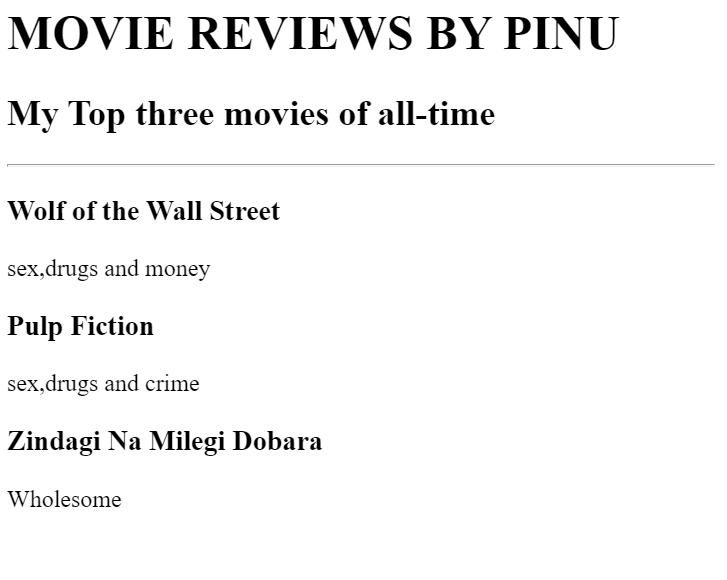 MOVIE REVIEWS BY PINU
My Top three movies of all-time
Wolf of the Wall Street
sex,drugs and money
Pulp Fiction
sex,drugs and crime
Zindagi Na Milegi Dobara
Wholesome